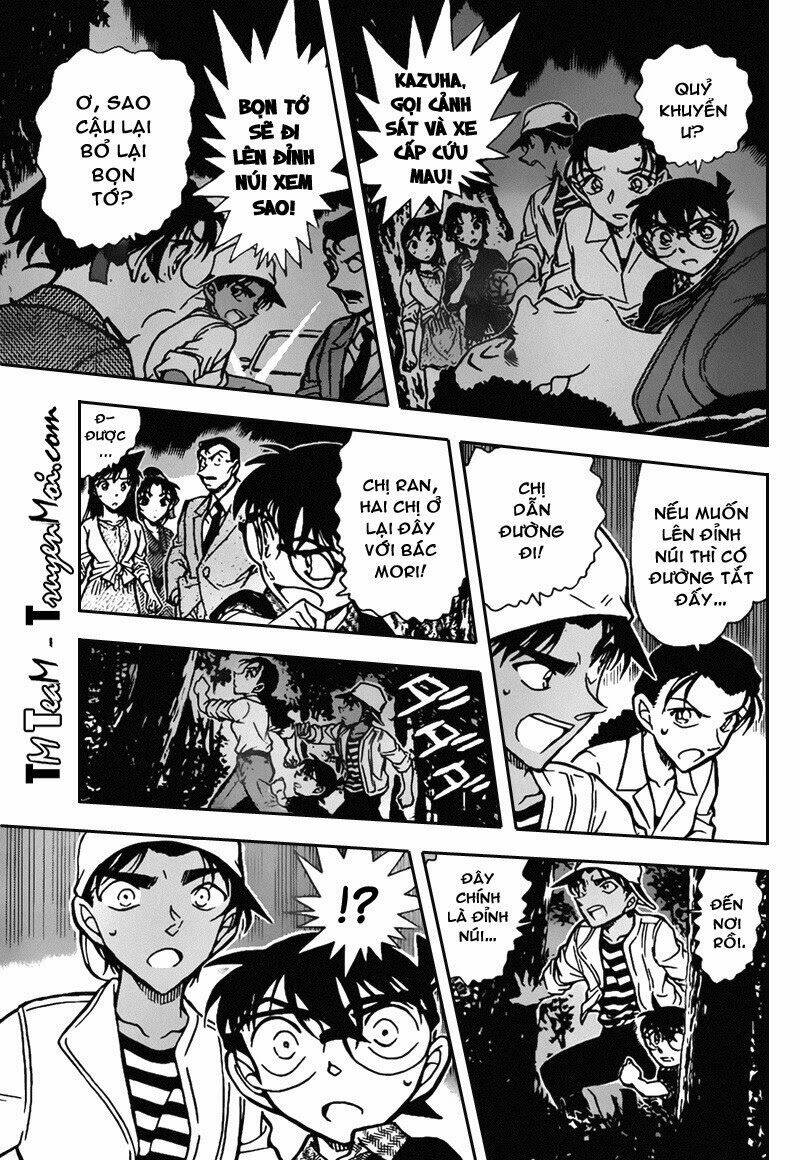 QUỶ
KHUYỂN
Ư?
KAZUHA,
GỌI CẢNH
SÁT VÀ XE
CẤP CỨU
MAU!
BỌN TỚ
SẼ ĐI
LÊN ĐỈNH
NÚI XEM
SAO!
Ơ, SAO
CẬU LẠI
BỎ LẠI
BỌN
TỚ?
NẾU MUỐN
LÊN ĐỈNH
NÚI THÌ CÓ
ĐƯỜNG TẮT
ĐẤY...
CHỊ
DẪN
ĐƯỜNG
ĐI!
CHỊ RAN,
HAI CHỊ Ở
LẠI ĐÂY
VỚI BÁC
MORI!
Đ-
ĐƯỢC
...
TM TeaM - TruyenMoi.com
ダダダ
ĐẾN
NƠI
RỒI.
ĐÂY
CHÍNH
LÀ ĐỈNH
NÚI...
!?